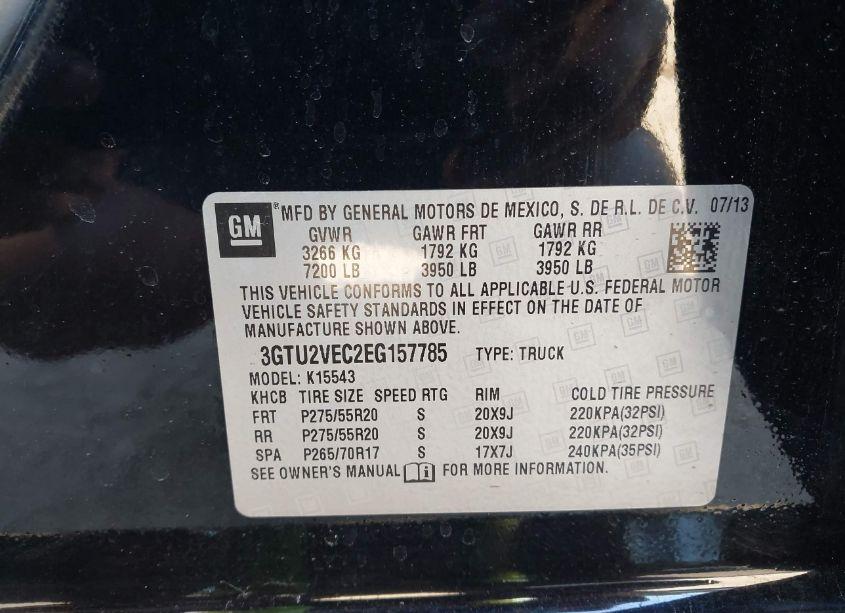 GM ® MFD BY GENERAL MOTORS DE MEXICO, S. DE R.L. DE C.V. 07/13
GVWR GAWR FRT GAWR RR
3266 KG 1792 KG 1792 KG
7200 LB 3950 LB 3950 LB
THIS VEHICLE CONFORMS TO ALL APPLICABLE U.S. FEDERAL MOTOR
VEHICLE SAFETY STANDARDS IN EFFECT ON THE DATE OF
MANUFACTURE SHOWN ABOVE.
3GTU2VEC2EG157785 TYPE: TRUCK
MODEL: K15543
KHCB TIRE SIZE SPEED RTG RIM COLD TIRE PRESSURE
FRT P275/55R20 S 20X9J 220KPA(32PSI)
RR P275/55R20 S 20X9J 220KPA(32PSI)
SPA P265/70R17 S 17X7J 240KPA(35PSI)
SEE OWNER'S MANUAL FOR MORE INFORMATION.